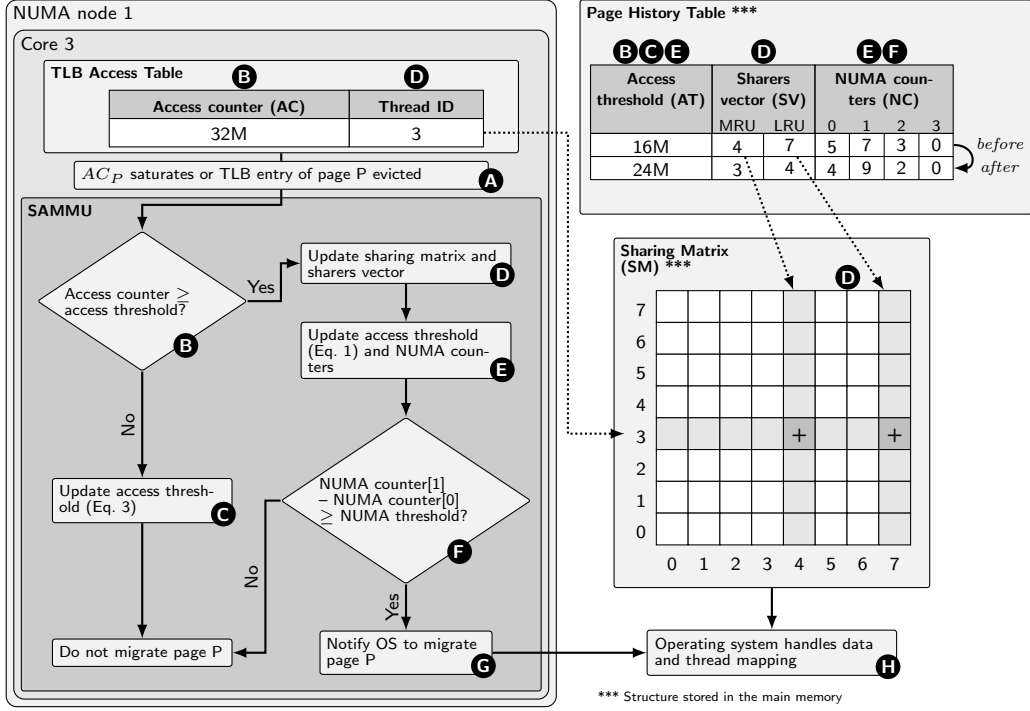 NUMA node 1
Core 3
TLB Access Table
B
D
Access counter (AC)
Thread ID
32M
3
AC_P saturates or TLB entry of page P evicted
A
SAMMU
Access counter ≥
access threshold?
B
Yes
No
Update sharing matrix and
sharers vector
D
Update access threshold
(Eq. 1) and NUMA coun-
ters
E
Update access thresh-
old (Eq. 3)
C
NUMA counter[1]
– NUMA counter[0]
≥ NUMA threshold?
F
No
Yes
Do not migrate page P
Notify OS to migrate
page P
G
Page History Table ***
B C E
D
E F
Access
threshold (AT)
Sharers
vector (SV)
NUMA coun-
ters (NC)
MRU LRU 0 1 2 3
16M 4 7 5 7 3 0 before
24M 3 4 4 9 2 0 after
Sharing Matrix
(SM) ***
D
7
6
5
4
3 + +
2
1
0
0 1 2 3 4 5 6 7
Operating system handles data
and thread mapping
H
*** Structure stored in the main memory